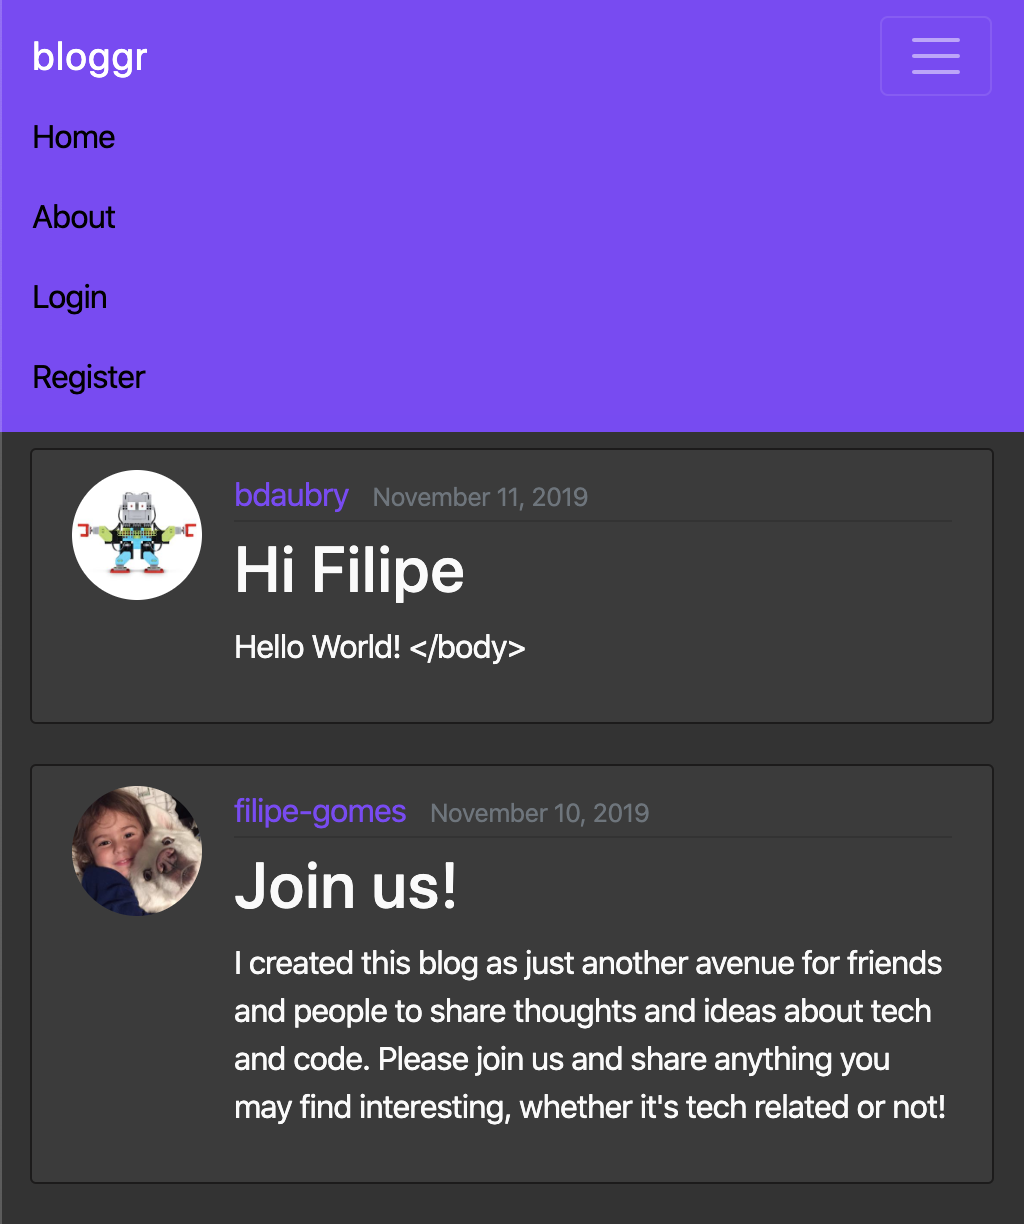 bloggr
Home
About
Login
Register
bdaubry November 11, 2019
Hi Filipe
Hello World! </body>
filipe-gomes November 10, 2019
Join us!
I created this blog as just another avenue for friends
and people to share thoughts and ideas about tech
and code. Please join us and share anything you
may find interesting, whether it's tech related or not!